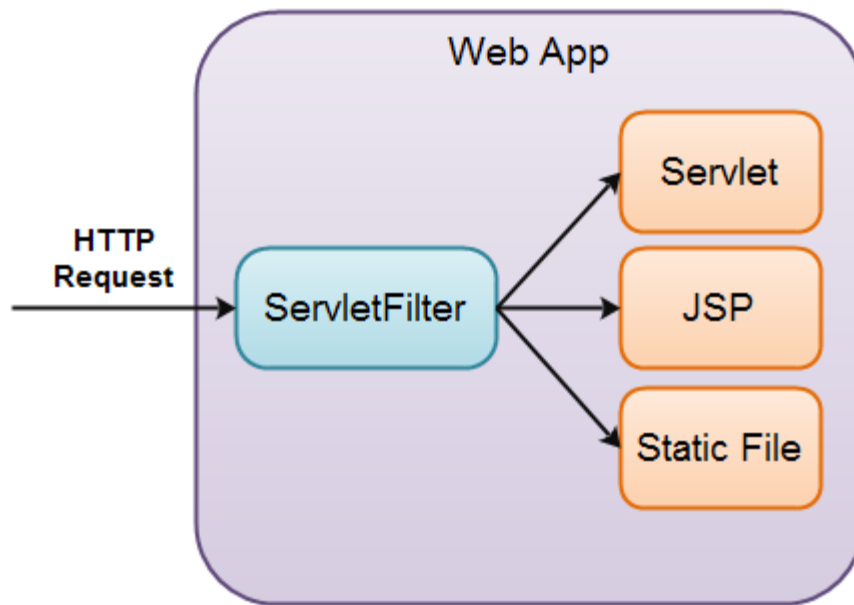 Web App
HTTP
Request
ServletFilter
Servlet
JSP
Static File